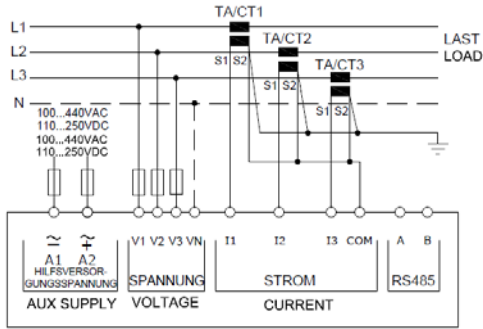 TA/CT1
L1
TA/CT2
LAST
L2
LOAD
S1 S2
TA/CT3
L3
S1 S2
N
100...440VAC
S1 S2
110...250VDC
100...440VAC
110...250VDC
A1 A2
V1 V2 V3 VN I1 I2 I3 COM A B
HILFSVERSOR-
GUNGSSPANNUNG
SPANNUNG STROM RS485
AUX SUPPLY VOLTAGE CURRENT